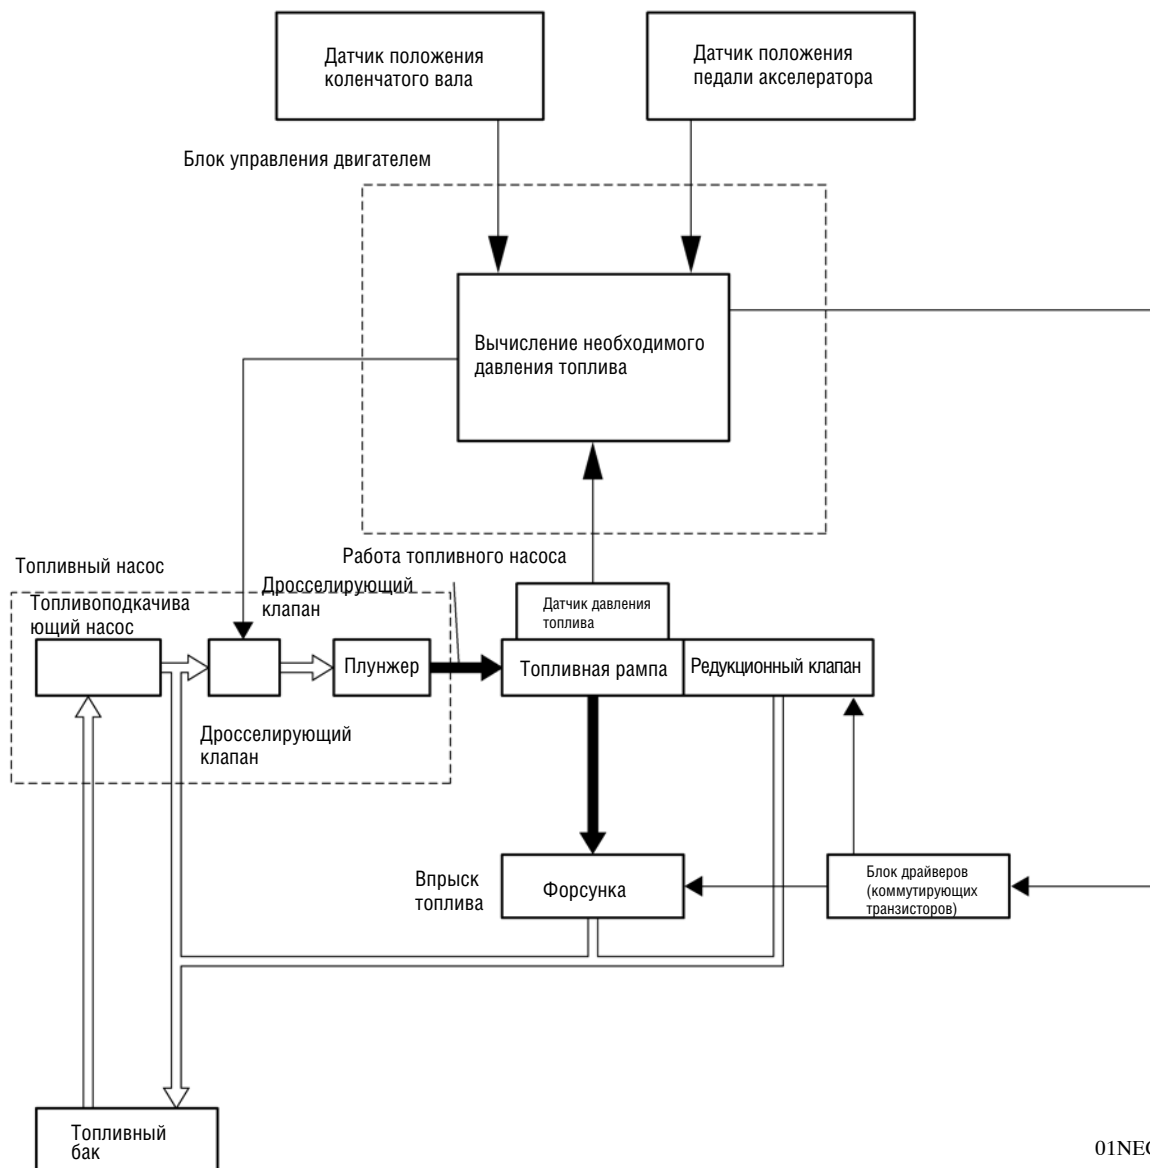 Датчик положения
коленчатого вала
Датчик положения
педали акселератора
Блок управления двигателем
Вычисление необходимого
давления топлива
Работа топливного насоса
Топливный насос
Дросселирующий
клапан
Топливоподкачива
ющий насос
Датчик давления
топлива
Плунжер
Топливная рампа
Редукционный клапан
Дросселирующий
клапан
Впрыск
топлива
Форсунка
Блок драйверов
(коммутирующих
транзисторов)
Топливный
бак